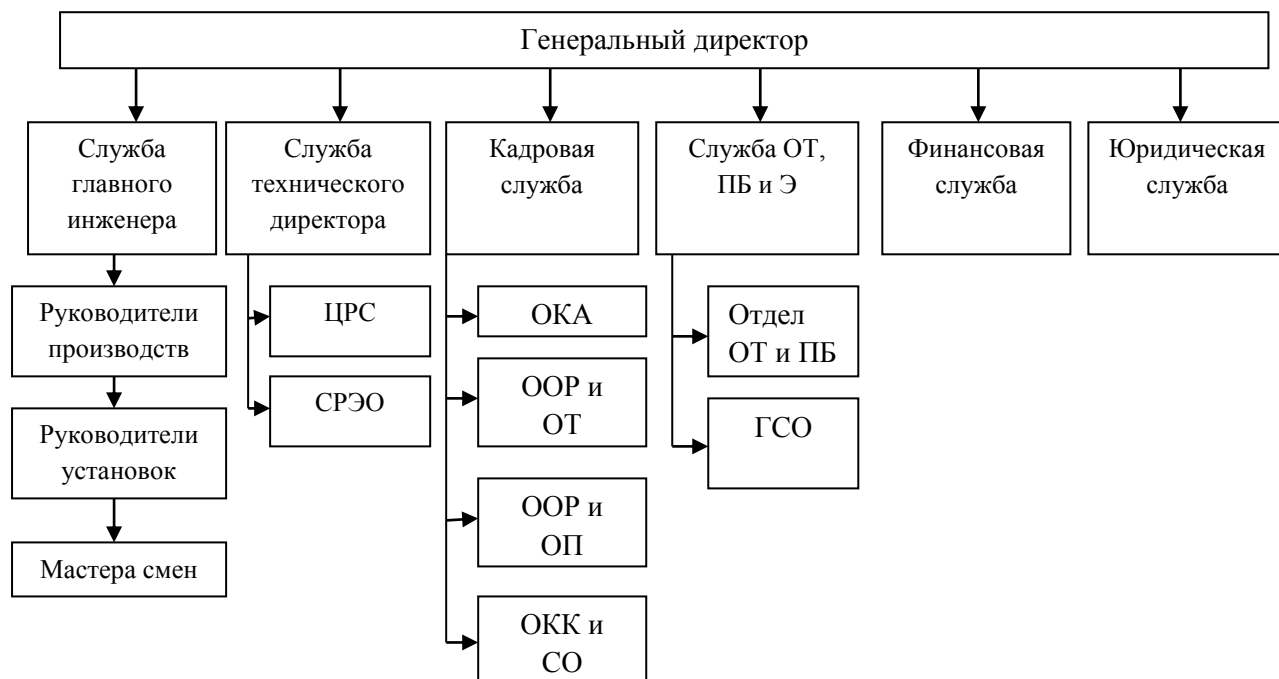 Генеральный директор
Служба
главного
инженера
Служба
технического
директора
Кадровая
служба
Служба ОТ,
ПБ и Э
Финансовая
служба
Юридическая
служба
Руководители
производств
Руководители
установок
Мастера смен
ЦРС
СРЭО
ОКА
ООР и
ОТ
ООР и
ОП
ОКК и
СО
Отдел
ОТ и ПБ
ГСО